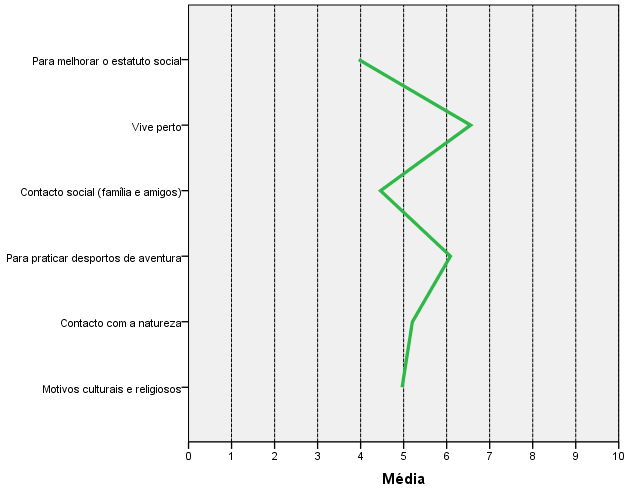 Para melhorar o estatuto social
Vive perto
Contacto social (família e amigos)
Para praticar desportos de aventura
Contacto com a natureza
Motivos culturais e religiosos
0 1 2 3 4 5 6 7 8 9 10
Média